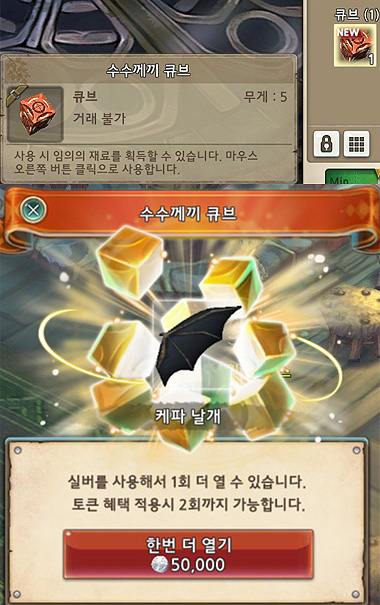 큐브 (1)
NEW
1
수수께끼 큐브
큐브
무게 : 5
거래 불가
사용 시 임의의 재료를 획득할 수 있습니다. 마우스
오른쪽 버튼 클릭으로 사용합니다.
Min
수수께끼 큐브
케파 날개
실버를 사용해서 1회 더 열 수 있습니다.
토큰 혜택 적용시 2회까지 가능합니다.
한번 더 열기
50,000